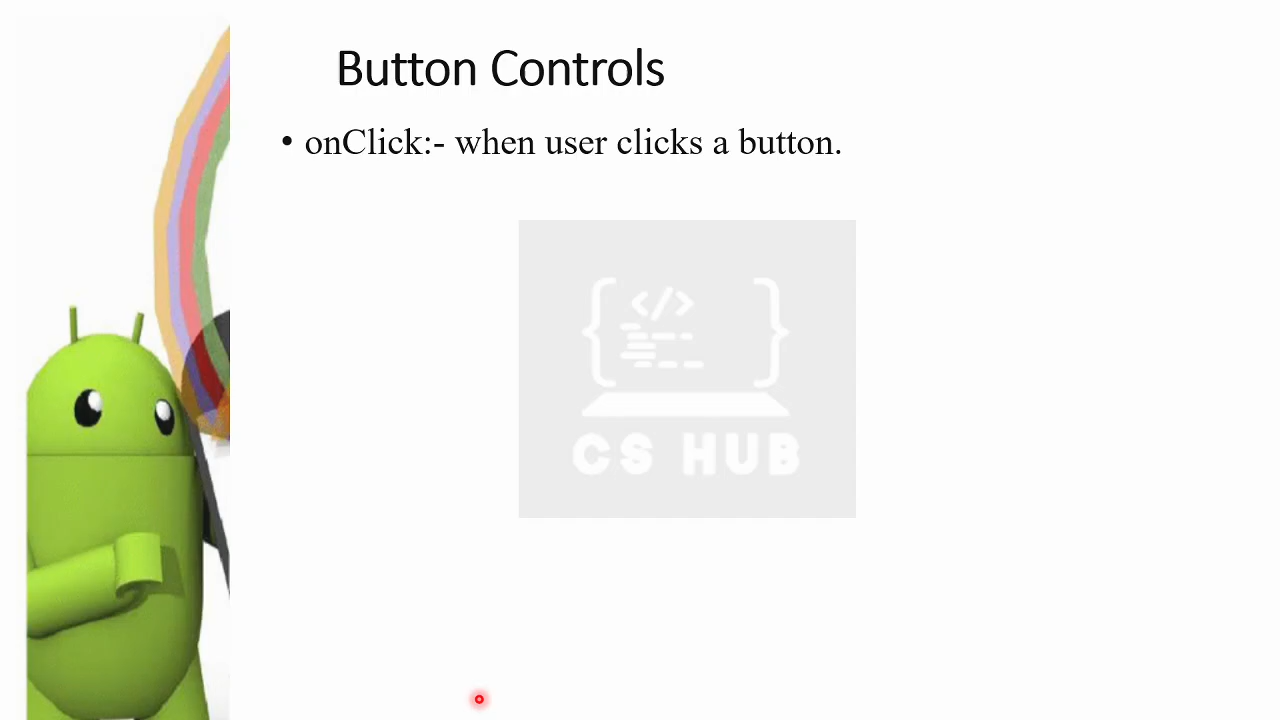 Button Controls
• onClick:- when user clicks a button.
{ </> }
CS HUB